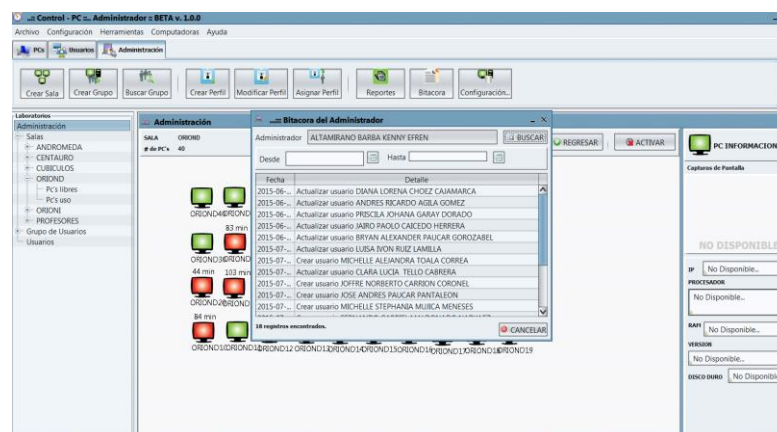 ..:: Control - PC ::.. Administrador :: BETA v. 1.0.0
Archivo Configuración Herramientas Computadoras Ayuda
PCs Usuarios Administración
Crear Sala Crear Grupo Buscar Grupo Crear Perfil Modificar Perfil Asignar Perfil Reportes Bitacora Configuración...
Laboratorios
Administración
Salas
ANDROMEDA
CENTAURO
CUBICULOS
ORIOND
Pc's libres
Pc's uso
ORIONI
PROFESORES
Grupo de Usuarios
Usuarios
Administración
SALA ORIOND
# de PC's 40
REGRESAR ACTIVAR
83 min
44 min 103 min
84 min
ORIOND12 ORIOND13 ORIOND14 ORIOND15 ORIOND16 ORIOND17 ORIOND18 ORIOND19
..:: Bitacora del Administrador
Administrador ALTAMIRANO BARBA KENNY EFREN BUSCAR
Desde Hasta
Fecha Detalle
2015-06-... Actualizar usuario DIANA LORENA CHOEZ CAJAMARCA
2015-06-... Actualizar usuario ANDRES RICARDO AGILA GOMEZ
2015-06-... Actualizar usuario PRISCILA JOHANA GARAY DORADO
2015-06-... Actualizar usuario JAIRO PAOLO CAICEDO HERRERA
2015-06-... Actualizar usuario BRYAN ALEXANDER PAUCAR GOROZABEL
2015-07-... Actualizar usuario LUISA IVON RUIZ LAMILLA
2015-07-... Crear usuario MICHELLE ALEJANDRA TOALA CORREA
2015-07-... Actualizar usuario CLARA LUCIA TELLO CABRERA
2015-07-... Crear usuario JOFFRE NORBERTO CARRION CORONEL
2015-07-... Crear usuario JOSE ANDRES PAUCAR PANTALEON
2015-07-... Crear usuario MICHELLE STEPHANIA MUJICA MENESES
18 registros encontrados. CANCELAR
PC INFORMACION
Capturas de Pantalla
NO DISPONIBLE
IP No Disponible...
PROCESADOR
No Disponible...
RAM No Disponible...
VERSION
No Disponible...
DISCO DURO No Disponibl